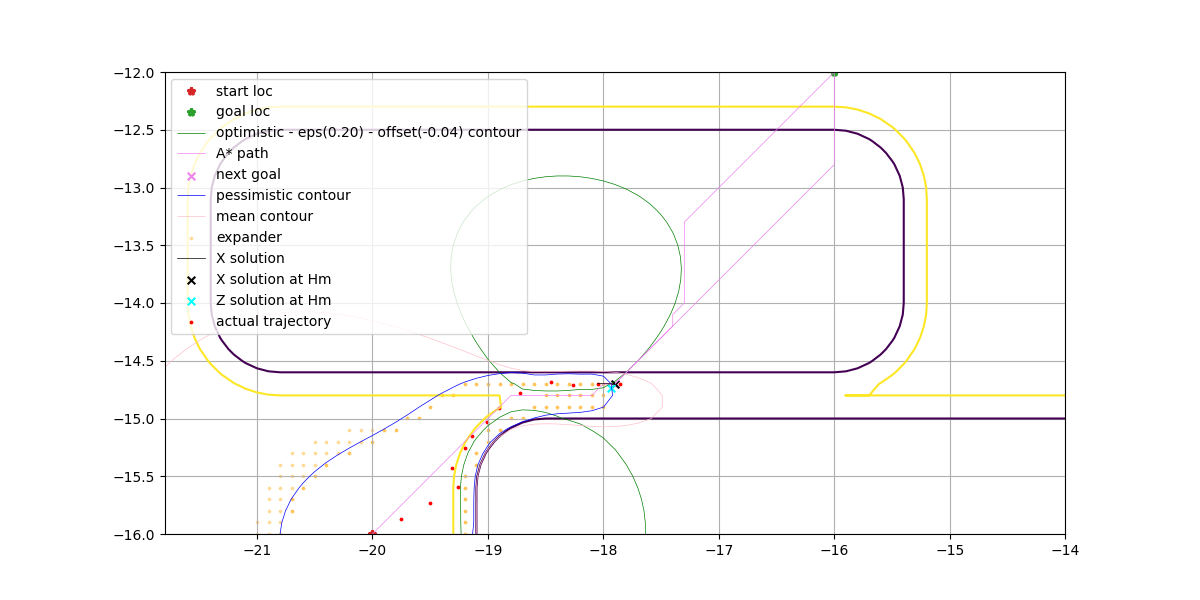 −12.0
−12.5
−13.0
−13.5
−14.0
−14.5
−15.0
−15.5
−16.0
start loc
goal loc
optimistic - eps(0.20) - offset(-0.04) contour
A* path
next goal
pessimistic contour
mean contour
expander
X solution
X solution at Hm
Z solution at Hm
actual trajectory
−21 −20 −19 −18 −17 −16 −15 −14